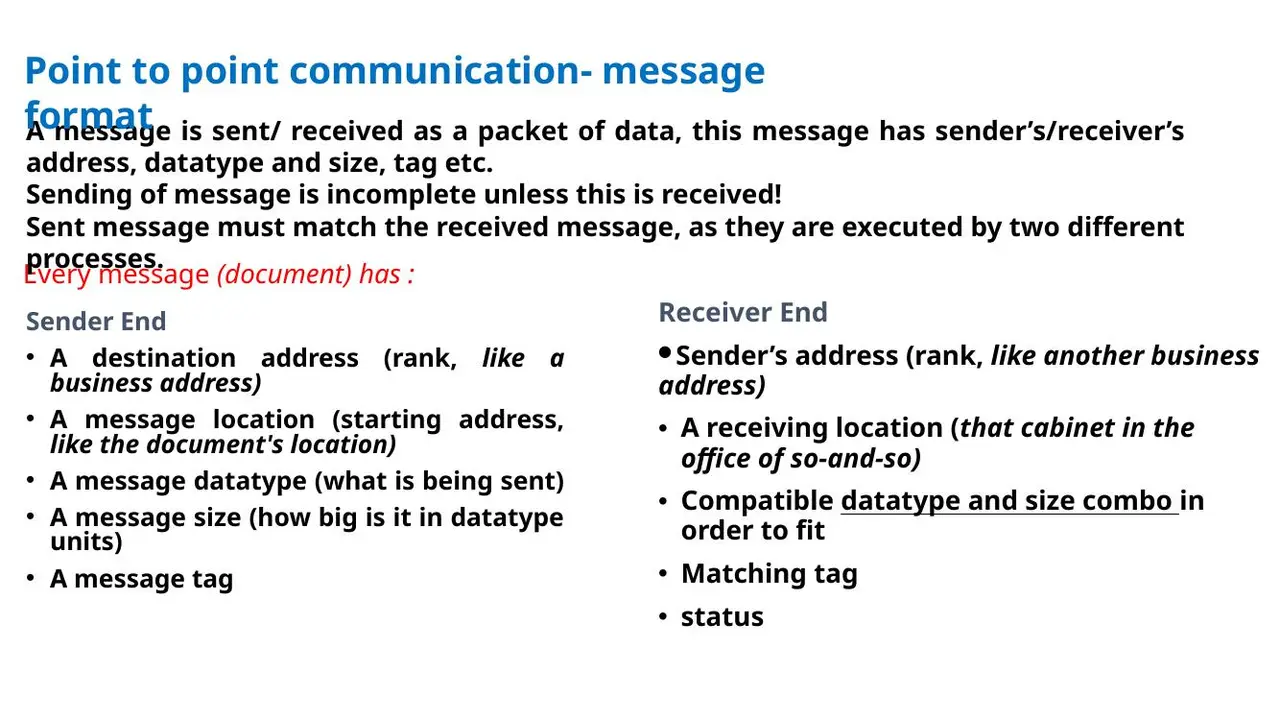 Point to point communication- message
format
A message is sent/ received as a packet of data, this message has sender’s/receiver’s
address, datatype and size, tag etc.
Sending of message is incomplete unless this is received!
Sent message must match the received message, as they are executed by two different
processes.
Every message (document) has :
Sender End
• A destination address (rank, like a
business address)
• A message location (starting address,
like the document's location)
• A message datatype (what is being sent)
• A message size (how big is it in datatype
units)
• A message tag
Receiver End
•Sender’s address (rank, like another business
address)
• A receiving location (that cabinet in the
office of so-and-so)
• Compatible datatype and size combo in
order to fit
• Matching tag
• status